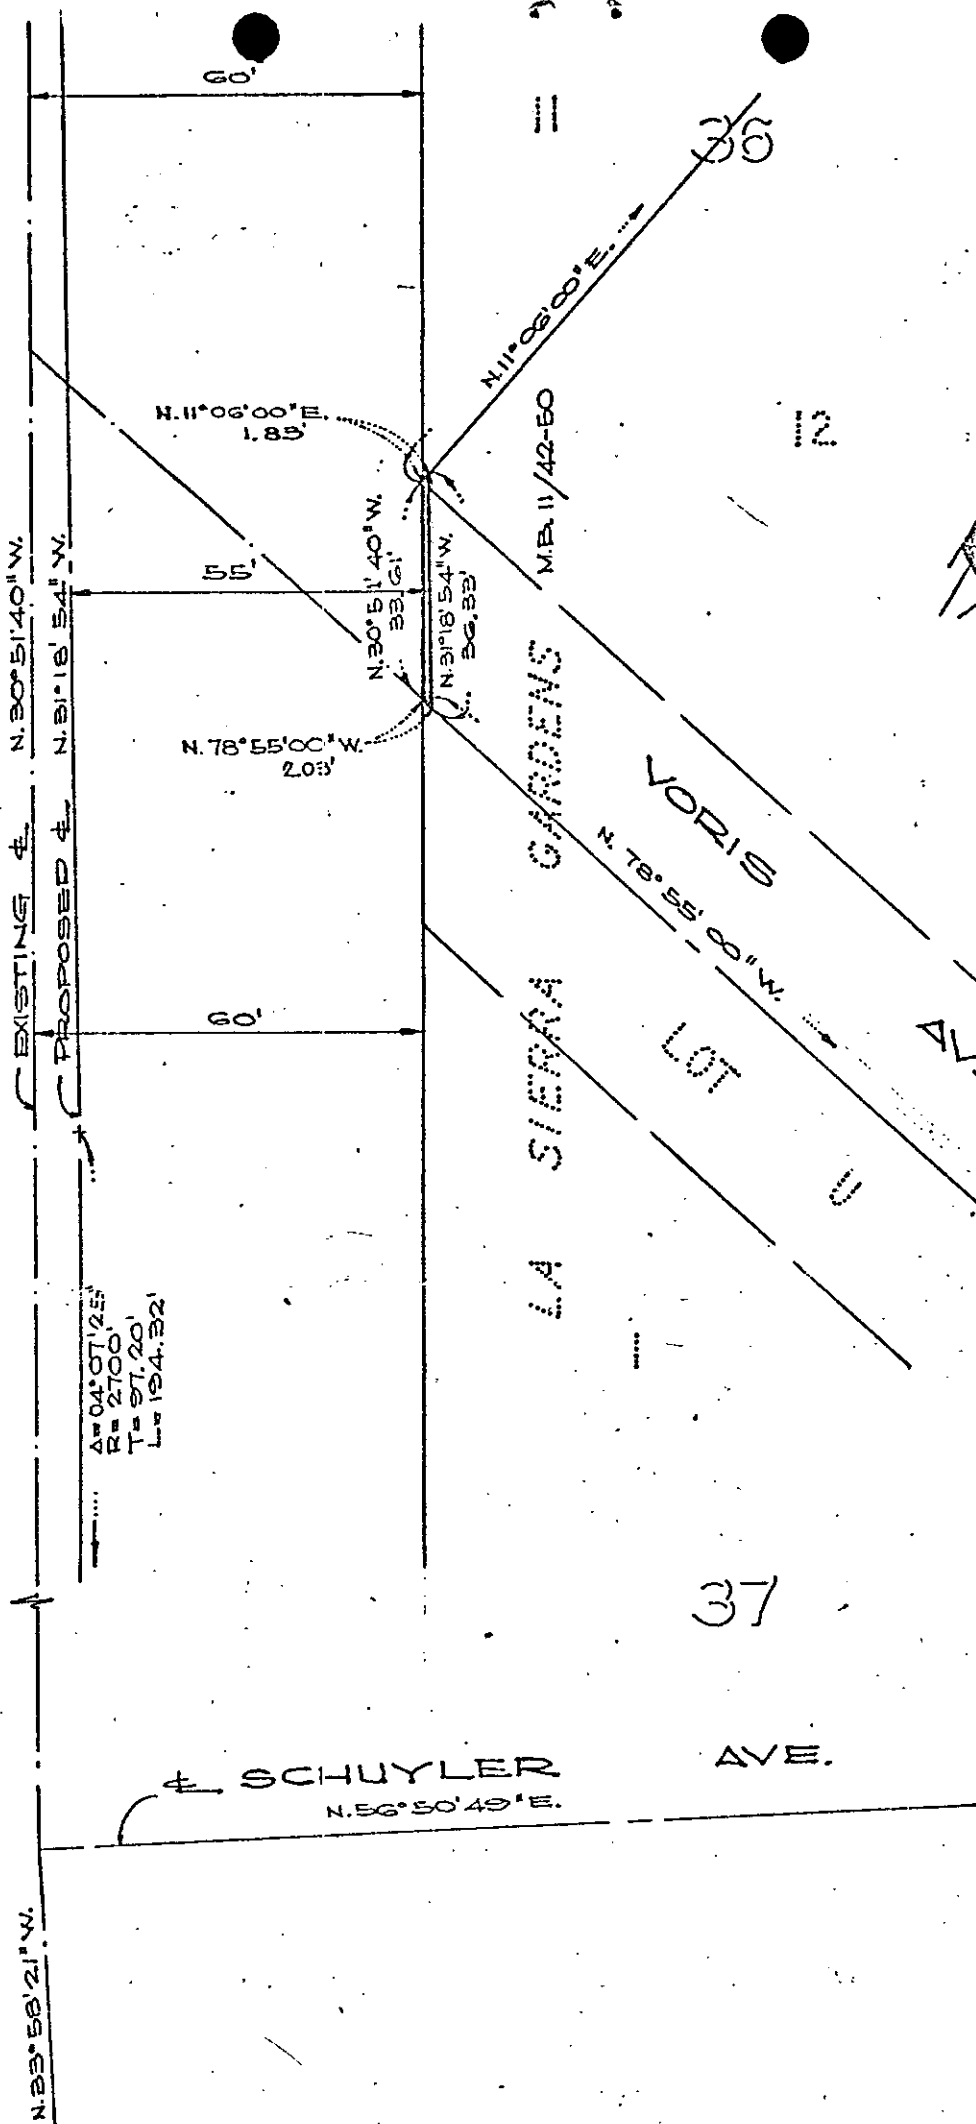 60'
11
36
N.11°06'00"E.
N.11°06'00"E.
1.83'
M.B. 11/42-50
12
EXISTING ℄ N.30°51'40"W.
PROPOSED ℄ N.31°18'54"W.
55'
N.30°51'40"W.
33.61'
N.31°18'54"W.
36.33'
N.78°55'00"W.
2.03'
LA SIERRA GARDENS
VORIS
AV.
N. 78°55'00"W.
60'
LOT
U
1
Δ=04°07'25"
R=2700'
T=97.20'
L=194.32'
37
℄ SCHUYLER AVE.
N.56°50'49"E.
N.33°58'21"W.